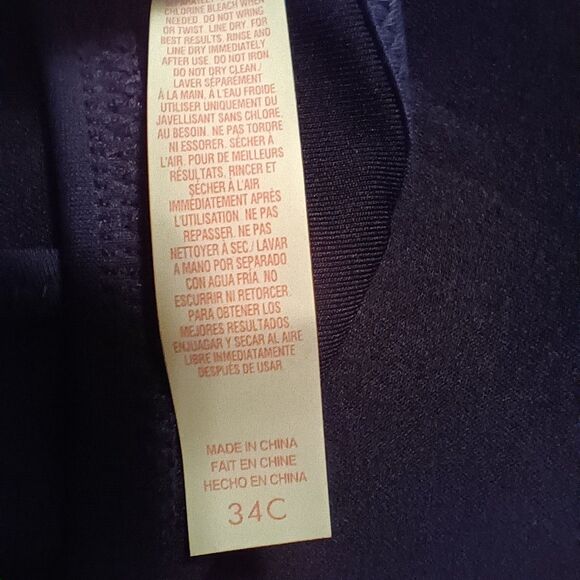 CHLORINE BLEACH WHEN
NEEDED. DO NOT WRING
OR TWIST. LINE DRY. FOR
BEST RESULTS, RINSE AND
LINE DRY IMMEDIATELY
AFTER USE. DO NOT IRON.
DO NOT DRY CLEAN./
LAVER SÉPARÉMENT
À LA MAIN, À L'EAU FROIDE
UTILISER UNIQUEMENT DU
JAVELLISANT SANS CHLORE,
AU BESOIN. NE PAS TORDRE
NI ESSORER. SÉCHER À
L'AIR. POUR DE MEILLEURS
RÉSULTATS, RINCER ET
SÉCHER À L'AIR
IMMÉDIATEMENT APRÈS
L'UTILISATION. NE PAS
REPASSER. NE PAS
NETTOYER À SEC./ LAVAR
A MANO POR SEPARADO
CON AGUA FRÍA. NO
ESCURRIR NI RETORCER.
PARA OBTENER LOS
MEJORES RESULTADOS,
ENJUAGAR Y SECAR AL AIRE
LIBRE INMEDIATAMENTE
DESPUÉS DE USAR.
MADE IN CHINA
FAIT EN CHINE
HECHO EN CHINA
34C